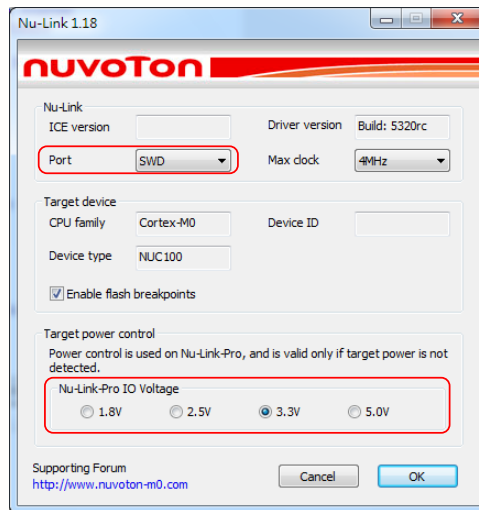 Nu-Link 1.18
nuvoTon
Nu-Link
ICE version Driver version Build: 5320rc
Port SWD Max clock 4MHz
Target device
CPU family Cortex-M0 Device ID
Device type NUC100
Enable flash breakpoints
Target power control
Power control is used on Nu-Link-Pro, and is valid only if target power is not
detected.
Nu-Link-Pro IO Voltage
1.8V 2.5V 3.3V 5.0V
Supporting Forum
http://www.nuvoton-m0.com
Cancel OK